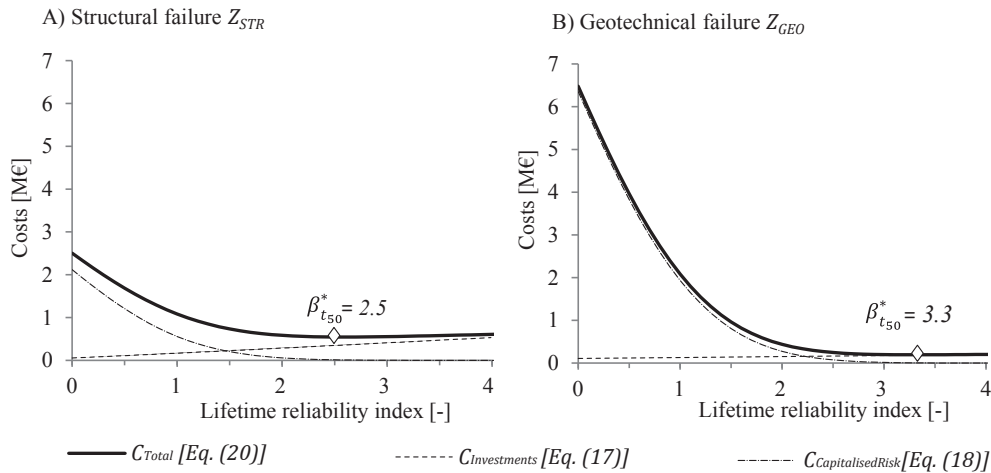 A) Structural failure Z_STR
7
6
5
4
3
2
1
0
Costs [M€]
β*_t50 = 2.5
0 1 2 3 4
Lifetime reliability index [-]
B) Geotechnical failure Z_GEO
7
6
5
4
3
2
1
0
Costs [M€]
β*_t50 = 3.3
0 1 2 3 4
Lifetime reliability index [-]
C_Total [Eq. (20)] C_Investments [Eq. (17)] C_CapitalisedRisk [Eq. (18)]